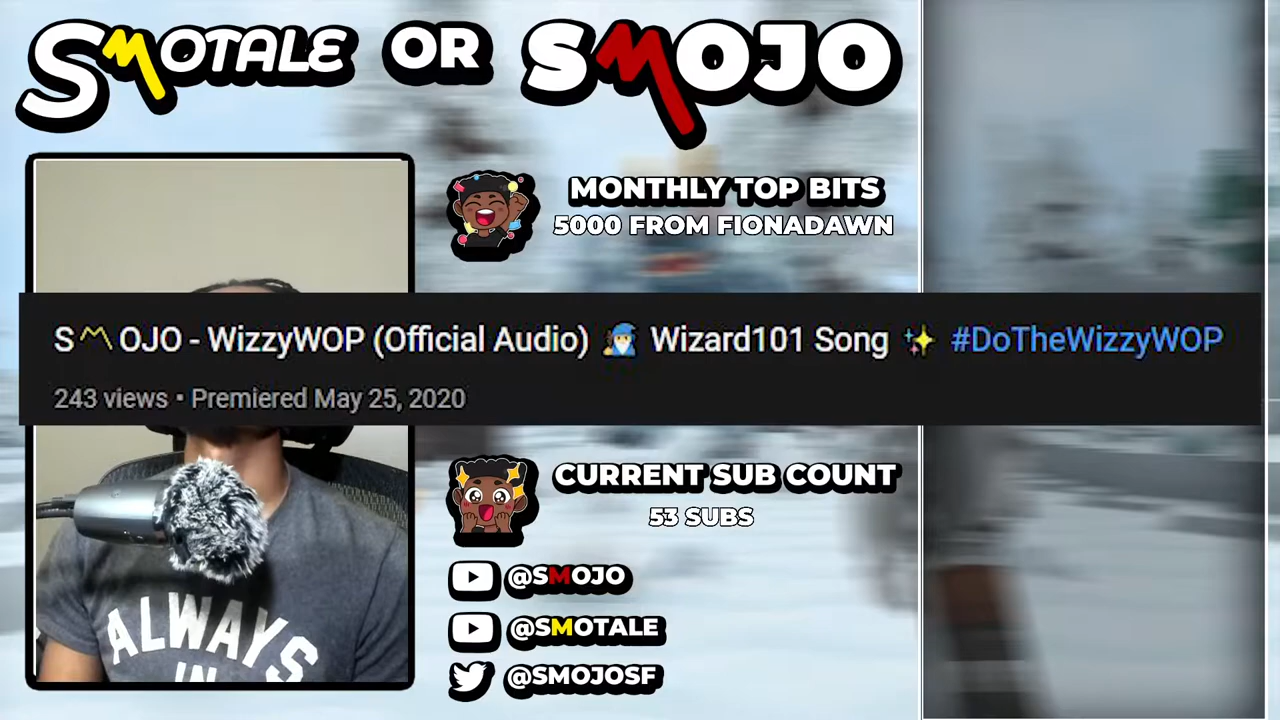 SMOTALE OR SMOJO
MONTHLY TOP BITS
5000 FROM FIONADAWN
S〽️OJO - WizzyWOP (Official Audio) 🧙‍♂️ Wizard101 Song ✨ #DoTheWizzyWOP
243 views • Premiered May 25, 2020
CURRENT SUB COUNT
53 SUBS
@SMOJO
@SMOTALE
@SMOJOSF
ALWAYS
IN